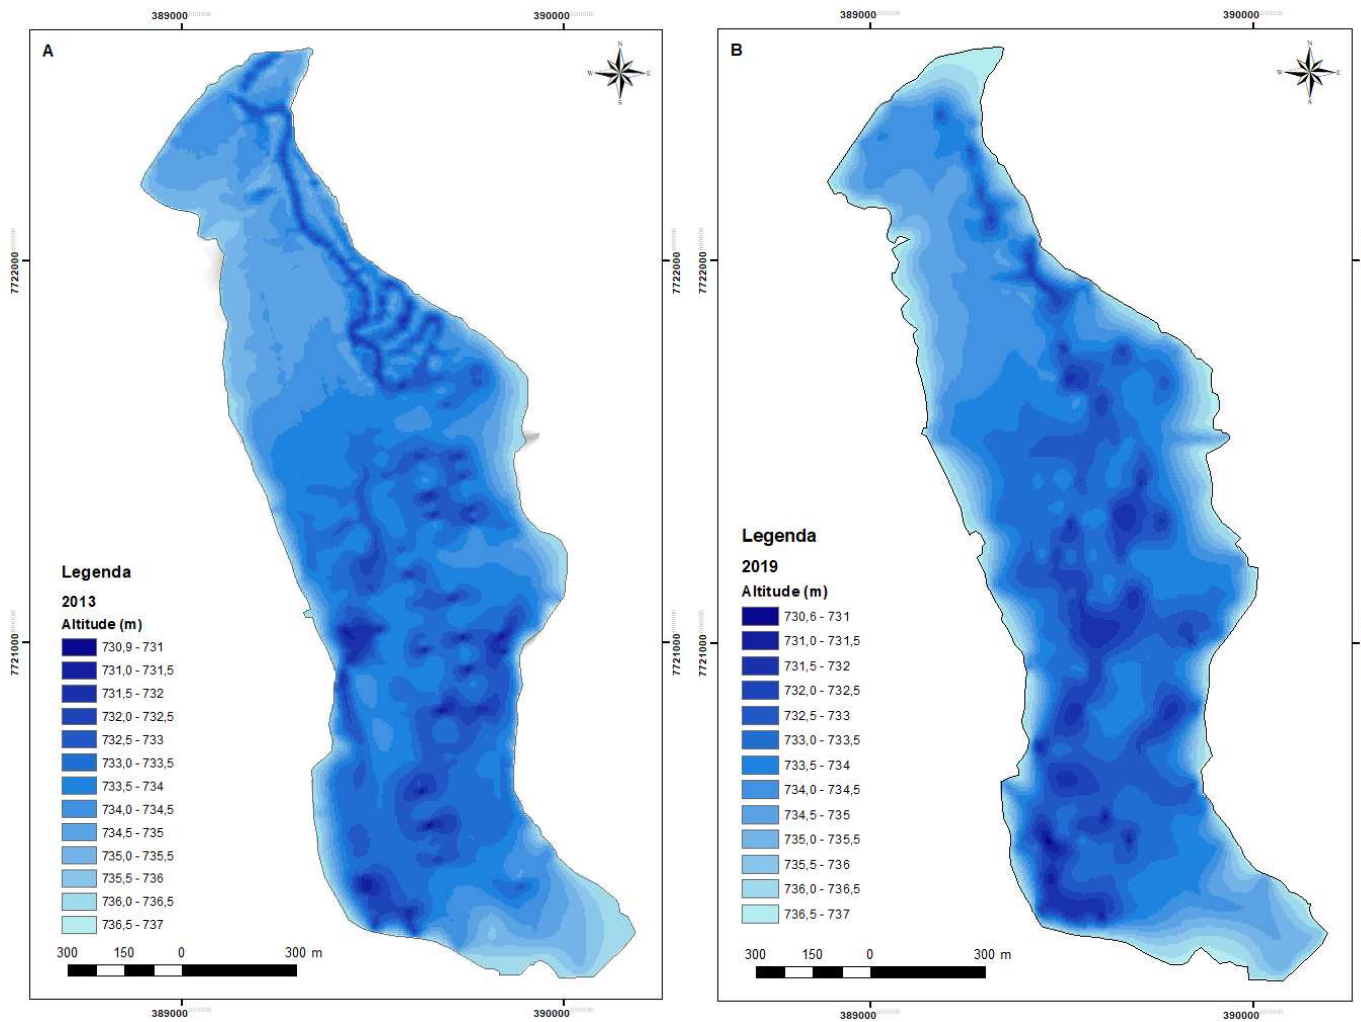 389000
390000
A
N
W E
S
7722000
7722000
7721000
7721000
Legenda
2013
Altitude (m)
730,9 - 731
731,0 - 731,5
731,5 - 732
732,0 - 732,5
732,5 - 733
733,0 - 733,5
733,5 - 734
734,0 - 734,5
734,5 - 735
735,0 - 735,5
735,5 - 736
736,0 - 736,5
736,5 - 737
300 150 0 300 m
389000
390000
389000
390000
B
N
W E
S
Legenda
2019
Altitude (m)
730,6 - 731
731,0 - 731,5
731,5 - 732
732,0 - 732,5
732,5 - 733
733,0 - 733,5
733,5 - 734
734,0 - 734,5
734,5 - 735
735,0 - 735,5
735,5 - 736
736,0 - 736,5
736,5 - 737
300 150 0 300 m
389000
390000